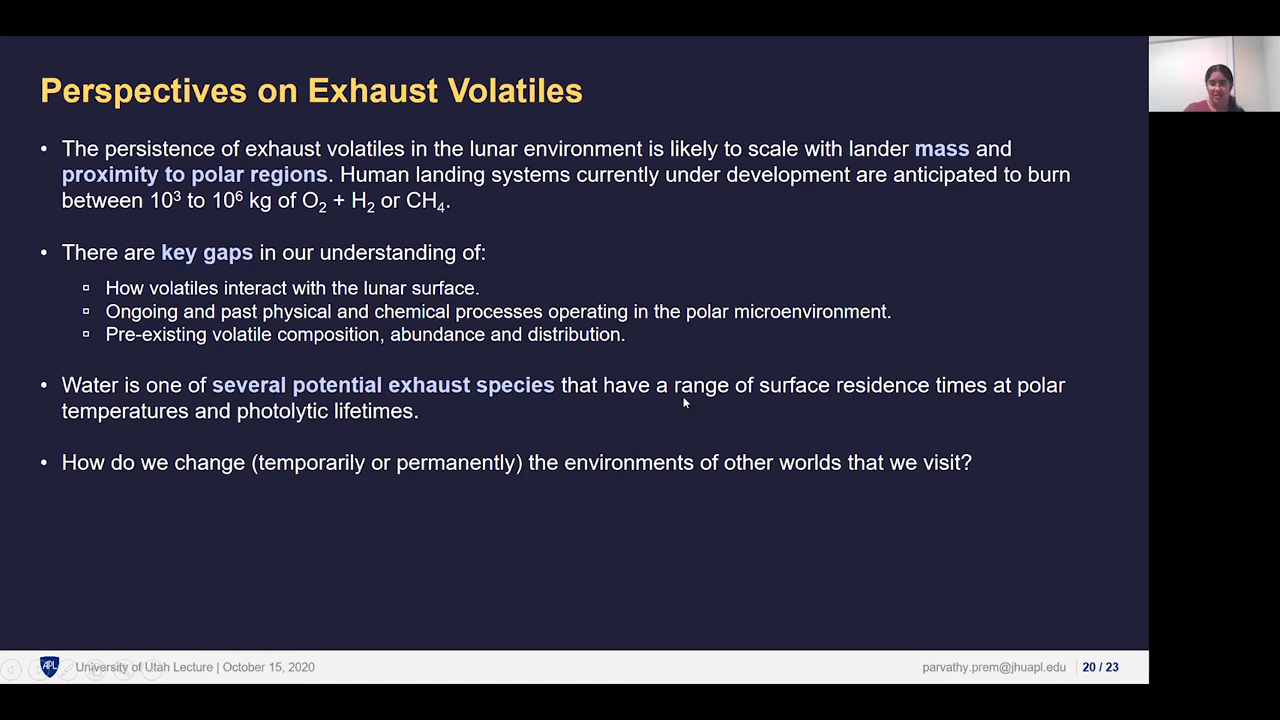 Perspectives on Exhaust Volatiles
• The persistence of exhaust volatiles in the lunar environment is likely to scale with lander mass and
proximity to polar regions. Human landing systems currently under development are anticipated to burn
between 10³ to 10⁶ kg of O₂ + H₂ or CH₄.
• There are key gaps in our understanding of:
▫ How volatiles interact with the lunar surface.
▫ Ongoing and past physical and chemical processes operating in the polar microenvironment.
▫ Pre-existing volatile composition, abundance and distribution.
• Water is one of several potential exhaust species that have a range of surface residence times at polar
temperatures and photolytic lifetimes.
• How do we change (temporarily or permanently) the environments of other worlds that we visit?
APL University of Utah Lecture | October 15, 2020 parvathy.prem@jhuapl.edu 20 / 23